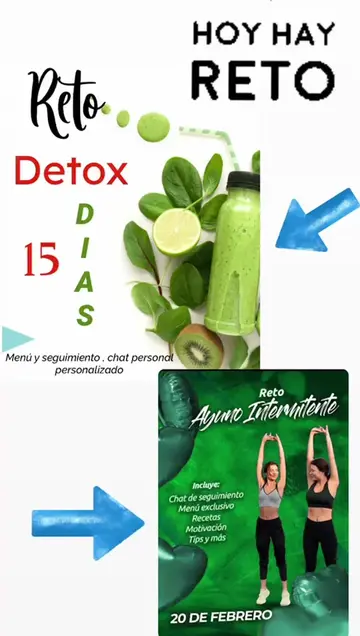 HOY HAY
RETO
Reto
Detox
15
DIAS
Menú y seguimiento , chat personal
personalizado
Reto
Ayuno Intermitente
Incluye:
Chat de seguimiento
Menú exclusivo
Recetas
Motivación
Tips y más
20 DE FEBRERO